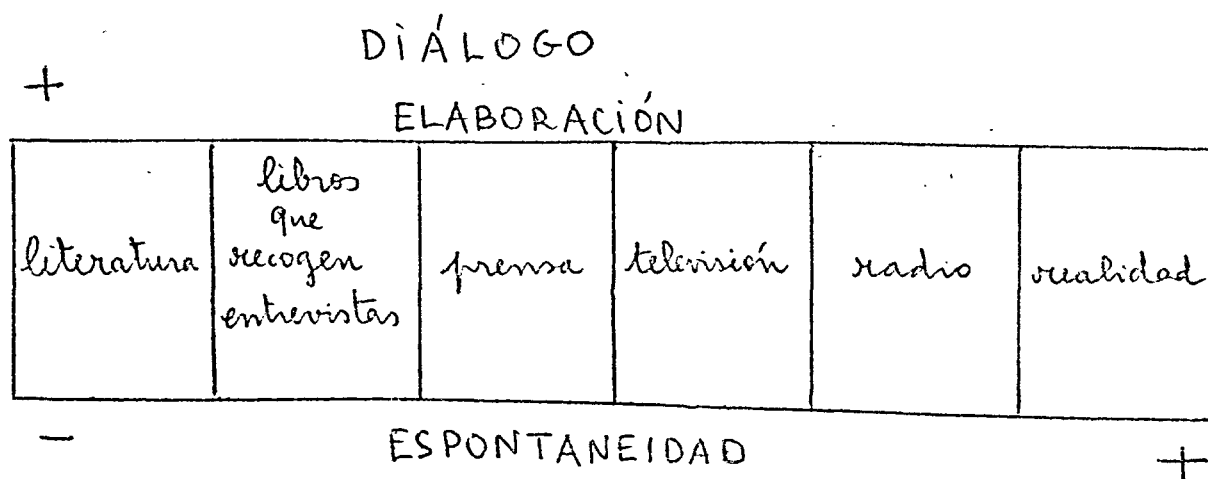 DIÁLOGO
+
ELABORACIÓN
literatura
libros
que
recogen
entrevistas
prensa
televisión
radio
realidad
−
ESPONTANEIDAD
+